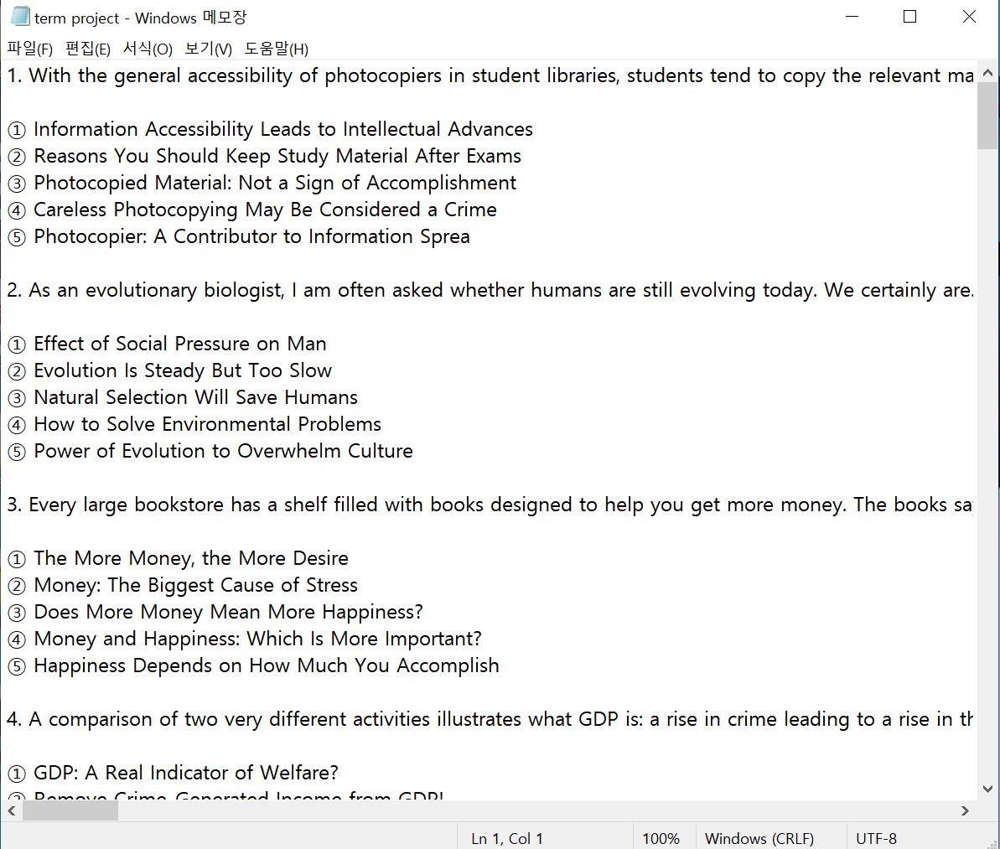 term project - Windows 메모장
파일(F) 편집(E) 서식(O) 보기(V) 도움말(H)
1. With the general accessibility of photocopiers in student libraries, students tend to copy the relevant ma
① Information Accessibility Leads to Intellectual Advances
② Reasons You Should Keep Study Material After Exams
③ Photocopied Material: Not a Sign of Accomplishment
④ Careless Photocopying May Be Considered a Crime
⑤ Photocopier: A Contributor to Information Sprea
2. As an evolutionary biologist, I am often asked whether humans are still evolving today. We certainly are.
① Effect of Social Pressure on Man
② Evolution Is Steady But Too Slow
③ Natural Selection Will Save Humans
④ How to Solve Environmental Problems
⑤ Power of Evolution to Overwhelm Culture
3. Every large bookstore has a shelf filled with books designed to help you get more money. The books sa
① The More Money, the More Desire
② Money: The Biggest Cause of Stress
③ Does More Money Mean More Happiness?
④ Money and Happiness: Which Is More Important?
⑤ Happiness Depends on How Much You Accomplish
4. A comparison of two very different activities illustrates what GDP is: a rise in crime leading to a rise in th
① GDP: A Real Indicator of Welfare?
② Remove Crime-Generated Income from GDP!
Ln 1, Col 1 100% Windows (CRLF) UTF-8